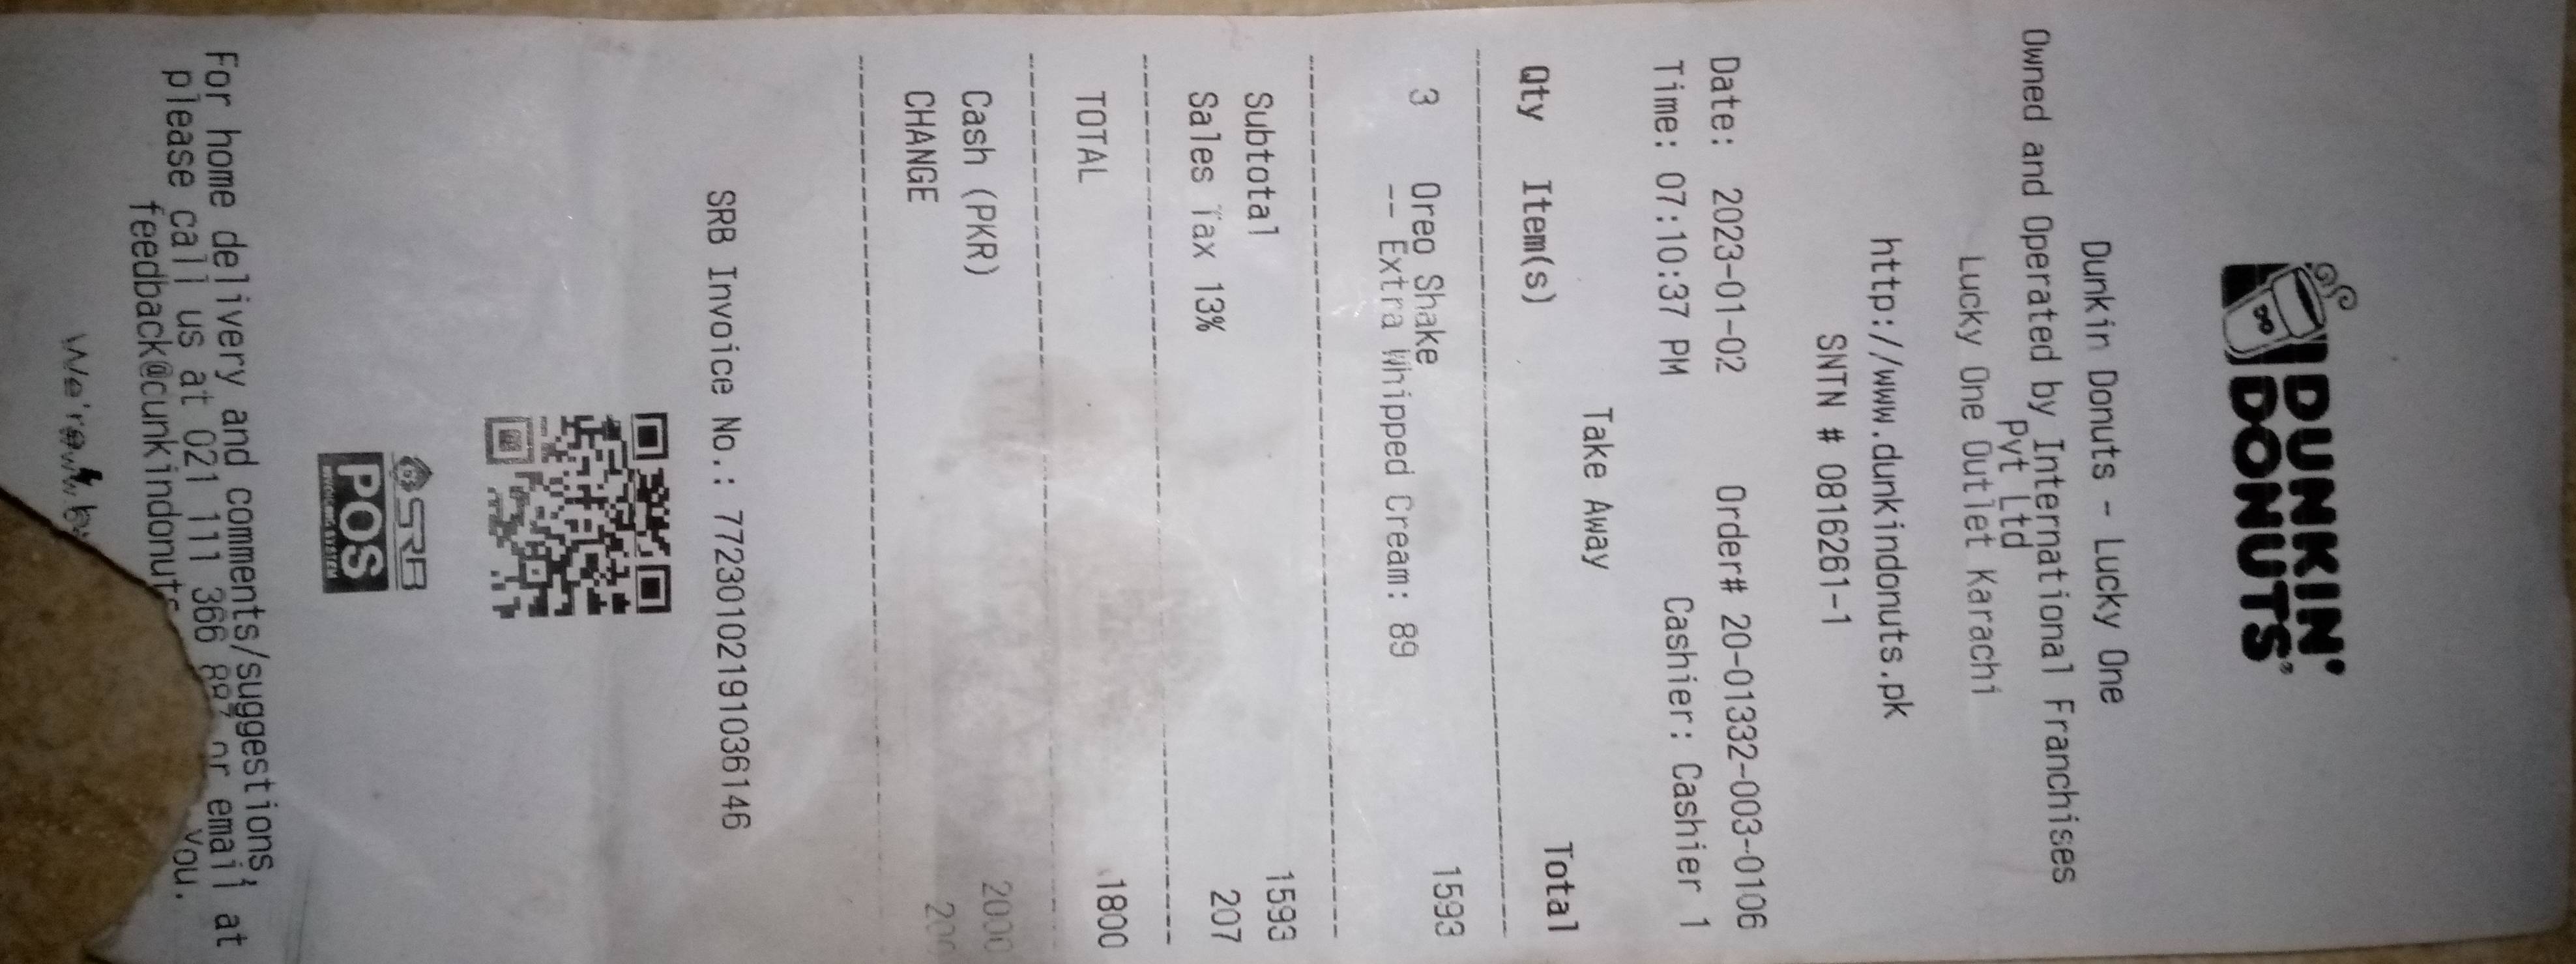 DUNKIN'
DONUTS®
Dunkin Donuts - Lucky One
Owned and Operated by International Franchises
Pvt Ltd
Lucky One Outlet Karachi
http://www.dunkindonuts.pk
SNTN # 0816261-1
Date: 2023-01-02 Order# 20-01332-003-0106
Time: 07:10:37 PM Cashier: Cashier 1
Take Away
Qty Item(s) Total
3 Oreo Shake 1593
-- Extra Whipped Cream: 89
Subtotal 1593
Sales Tax 13% 207
TOTAL 1800
Cash (PKR) 2000
CHANGE 200
SRB Invoice No.: 7723010219191036146
SRB
POS
INVOICING SYSTEM
For home delivery and comments/suggestions,
please call us at 021 111 366 887 or email at
feedback@cunkindonuts you.
We're